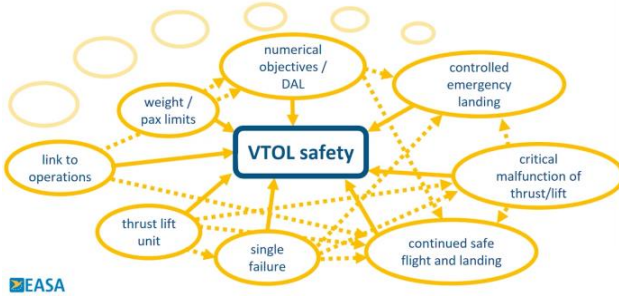 numerical
objectives /
DAL
controlled
emergency
landing
weight /
pax limits
VTOL safety
link to
operations
critical
malfunction of
thrust/lift
thrust lift
unit
single
failure
continued safe
flight and landing
EASA